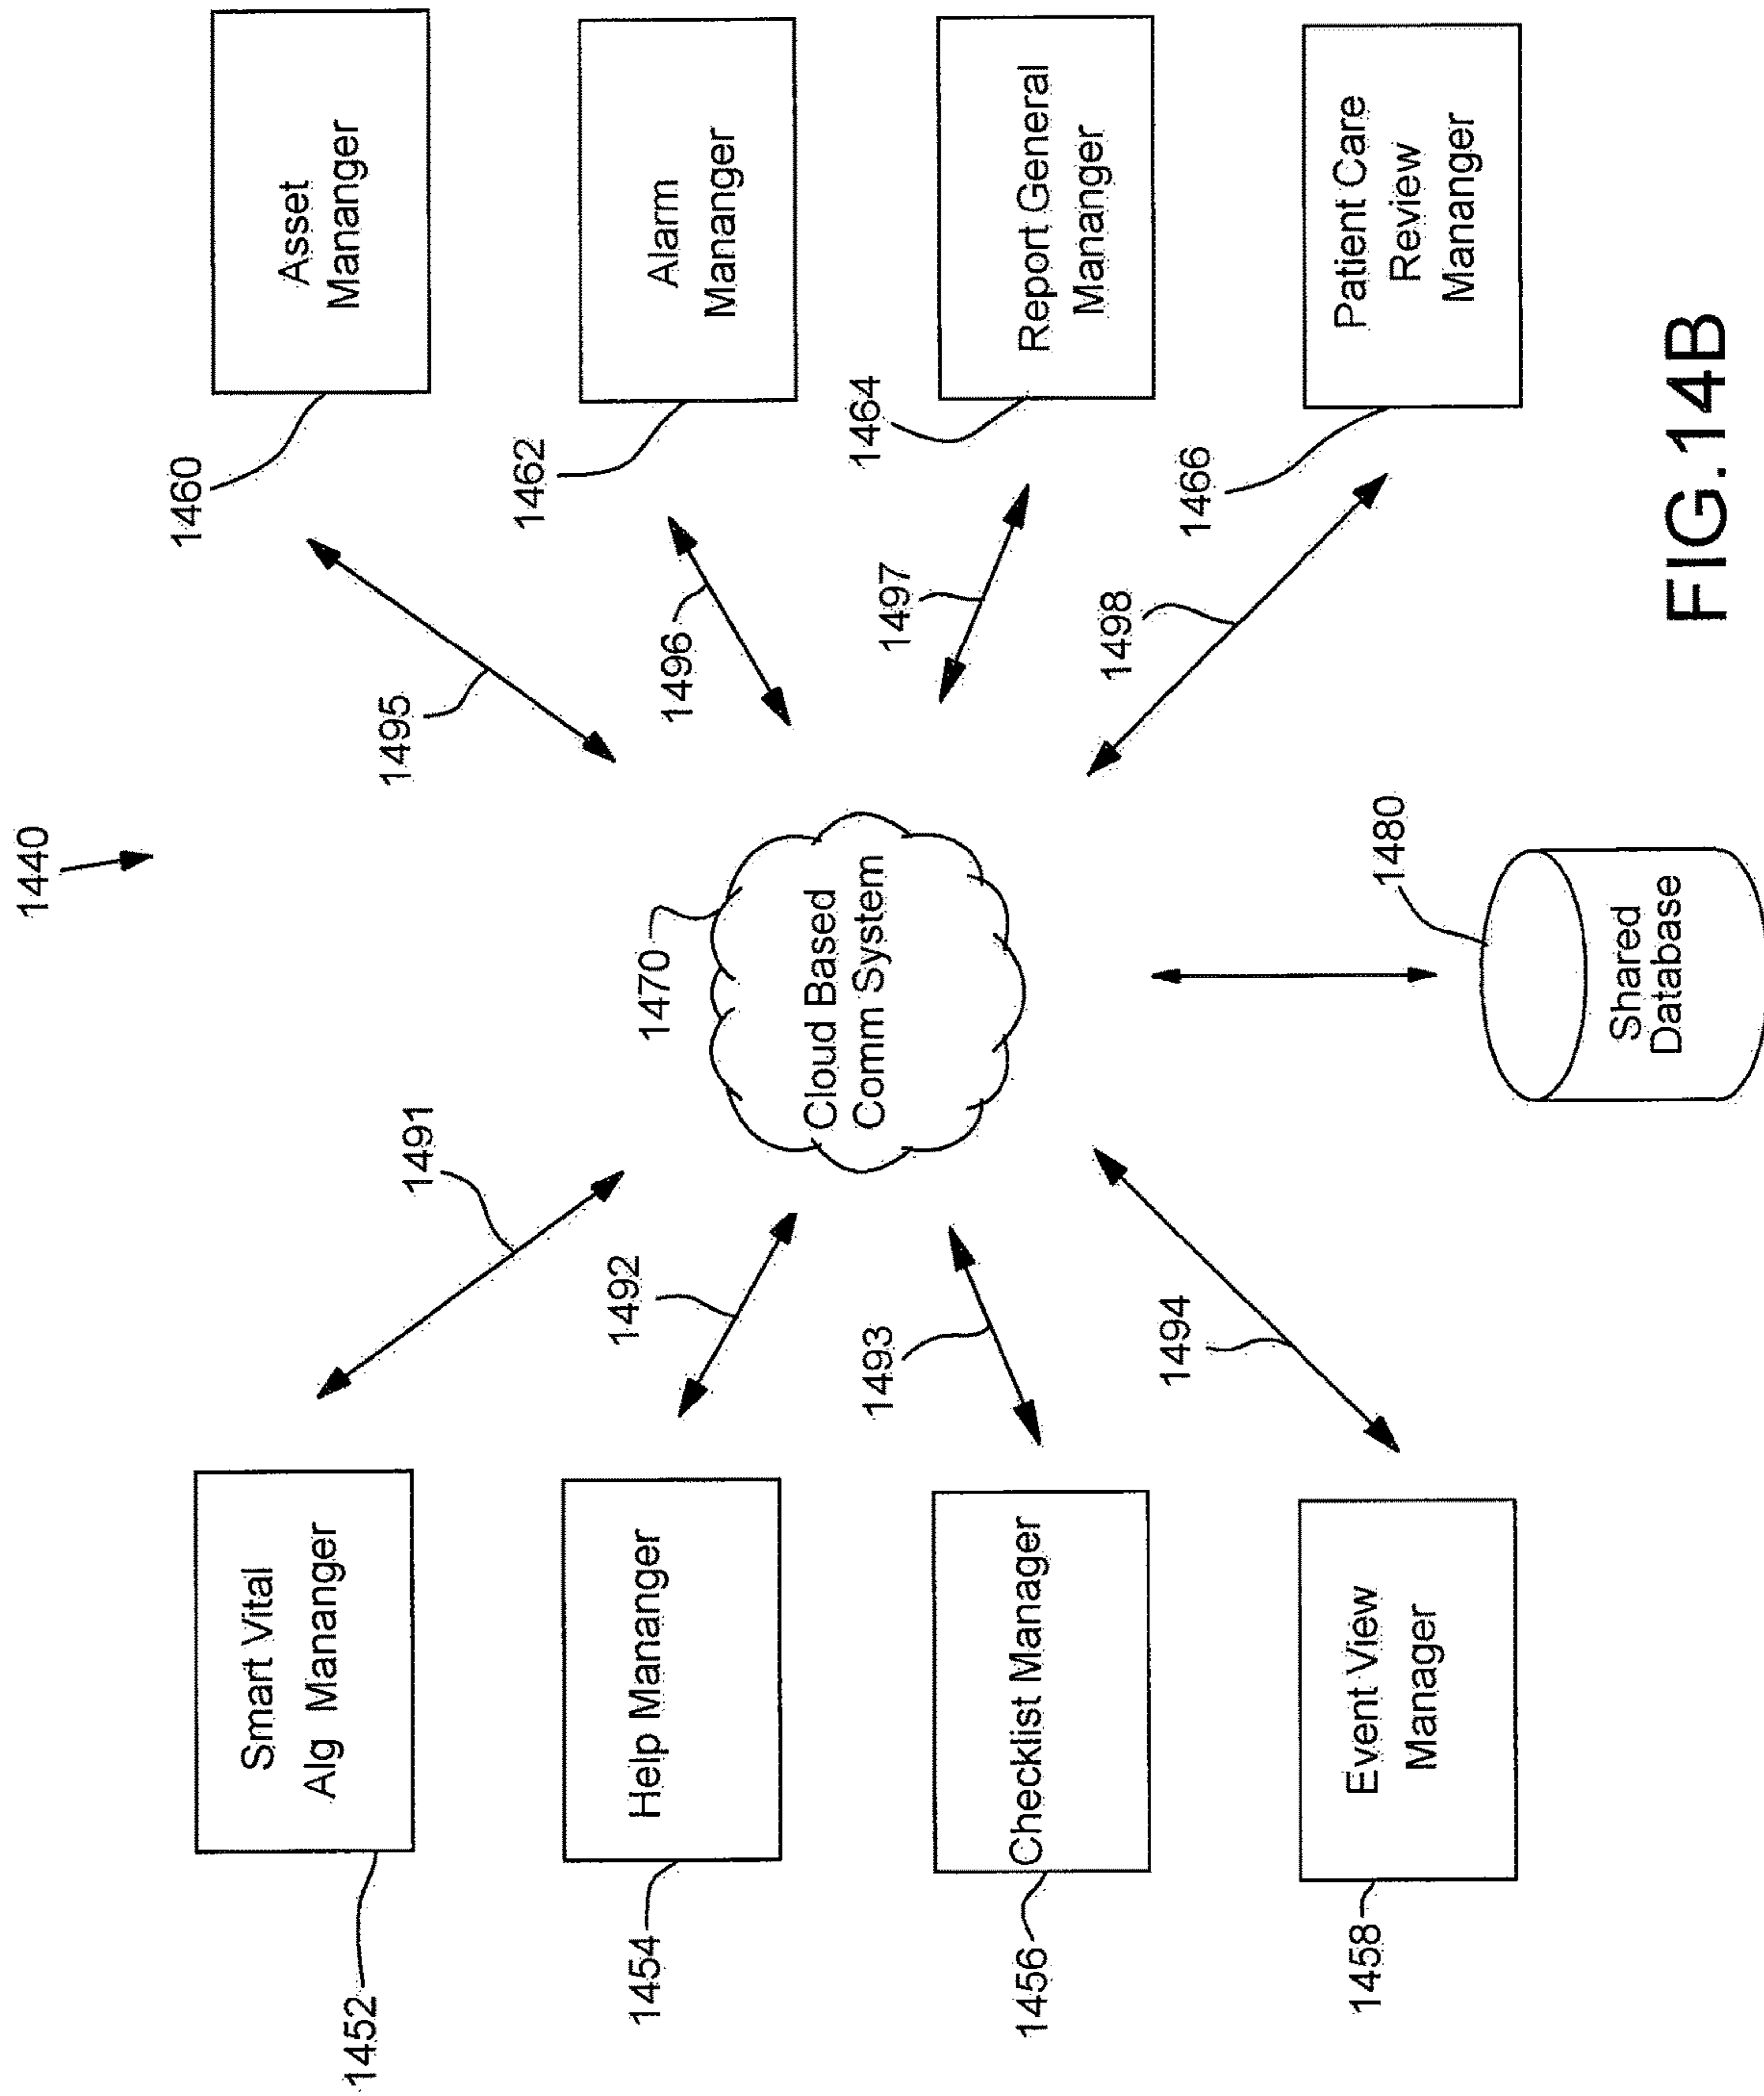 1440
1452
Smart Vital
Alg Mananger
1491
1495
1460
Asset
Mananger
1454
Help Mananger
1492
1496
1462
Alarm
Mananger
1470
Cloud Based
Comm System
1456
Checklist Manager
1493
1497
1464
Report General
Mananger
1458
Event View
Manager
1494
1498
1466
Patient Care
Review
Mananger
1480
Shared
Database
FIG.14B